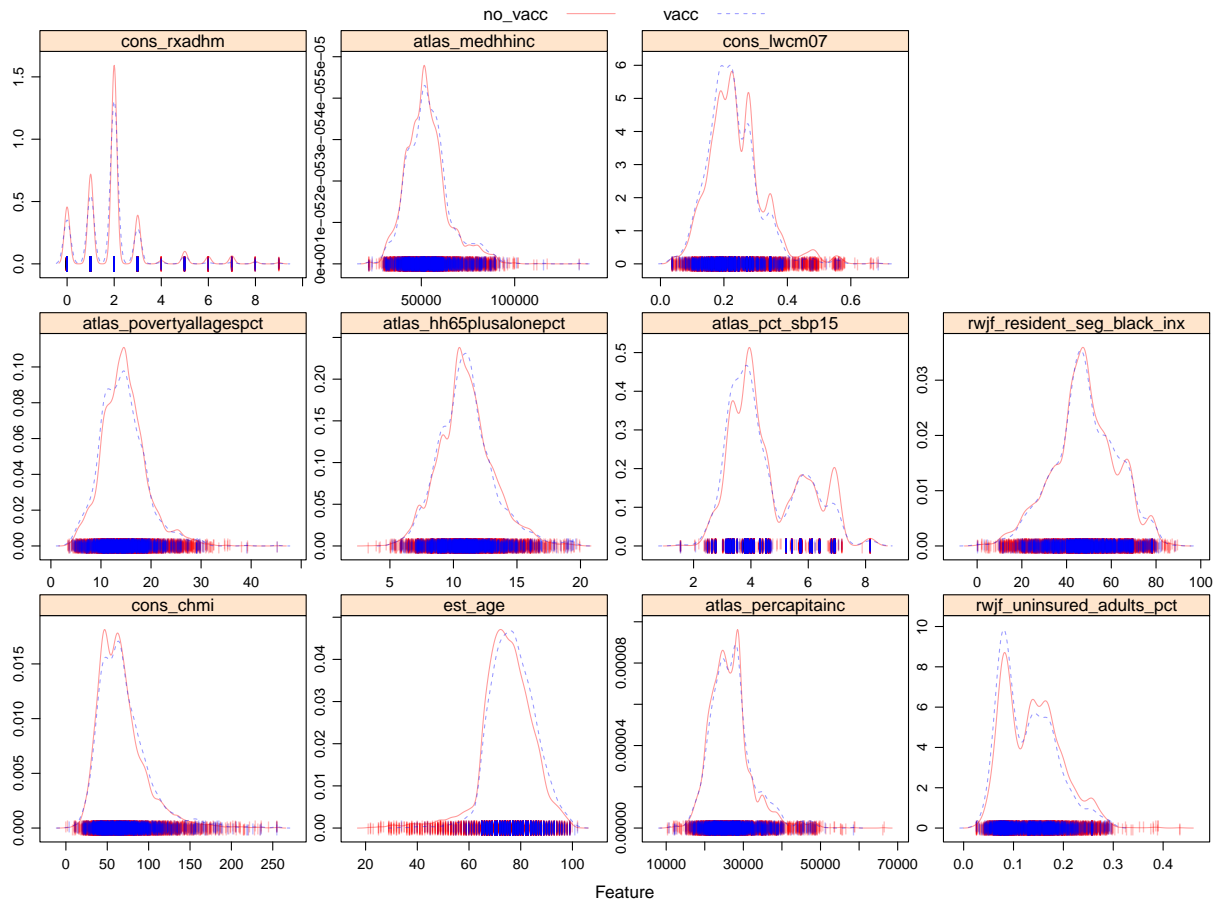 no_vacc vacc
cons_rxadhm atlas_medhhinc cons_lwcm07
0.0 0.5 1.0 1.5
0 2 4 6 8
50000 100000
0 1 2 3 4 5 6
0.0 0.2 0.4 0.6
atlas_povertyallagespct atlas_hh65plusalonepct atlas_pct_sbp15 rwjf_resident_seg_black_inx
0.00 0.02 0.04 0.06 0.08 0.10
0 10 20 30 40
0.00 0.05 0.10 0.15 0.20
5 10 15 20
0.0 0.1 0.2 0.3 0.4 0.5
2 4 6 8
0.00 0.01 0.02 0.03
0 20 40 60 80 100
cons_chmi est_age atlas_percapitainc rwjf_uninsured_adults_pct
0.000 0.005 0.010 0.015
0 50 100 150 200 250
0.00 0.01 0.02 0.03 0.04
20 40 60 80 100
0.00000 0.00004 0.00008
10000 30000 50000 70000
0 2 4 6 8 10
0.0 0.1 0.2 0.3 0.4
Feature